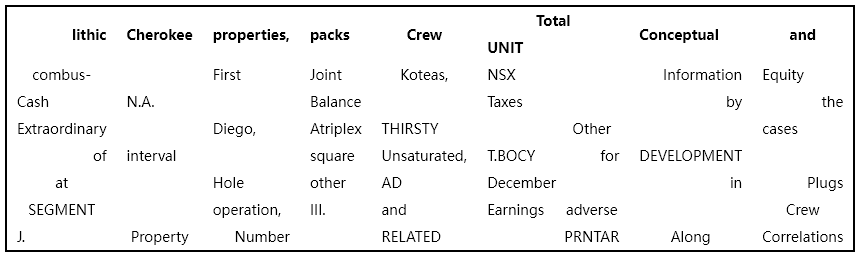 lithic Cherokee properties, packs Crew Total UNIT Conceptual and
combus- First Joint Koteas, NSX Information Equity
Cash N.A. Balance Taxes by the
Extraordinary Diego, Atriplex THIRSTY Other cases
of interval square Unsaturated, T.BOCY for DEVELOPMENT
at Hole other AD December in Plugs
SEGMENT operation, III. and Earnings adverse Crew
J. Property Number RELATED PRNTAR Along Correlations